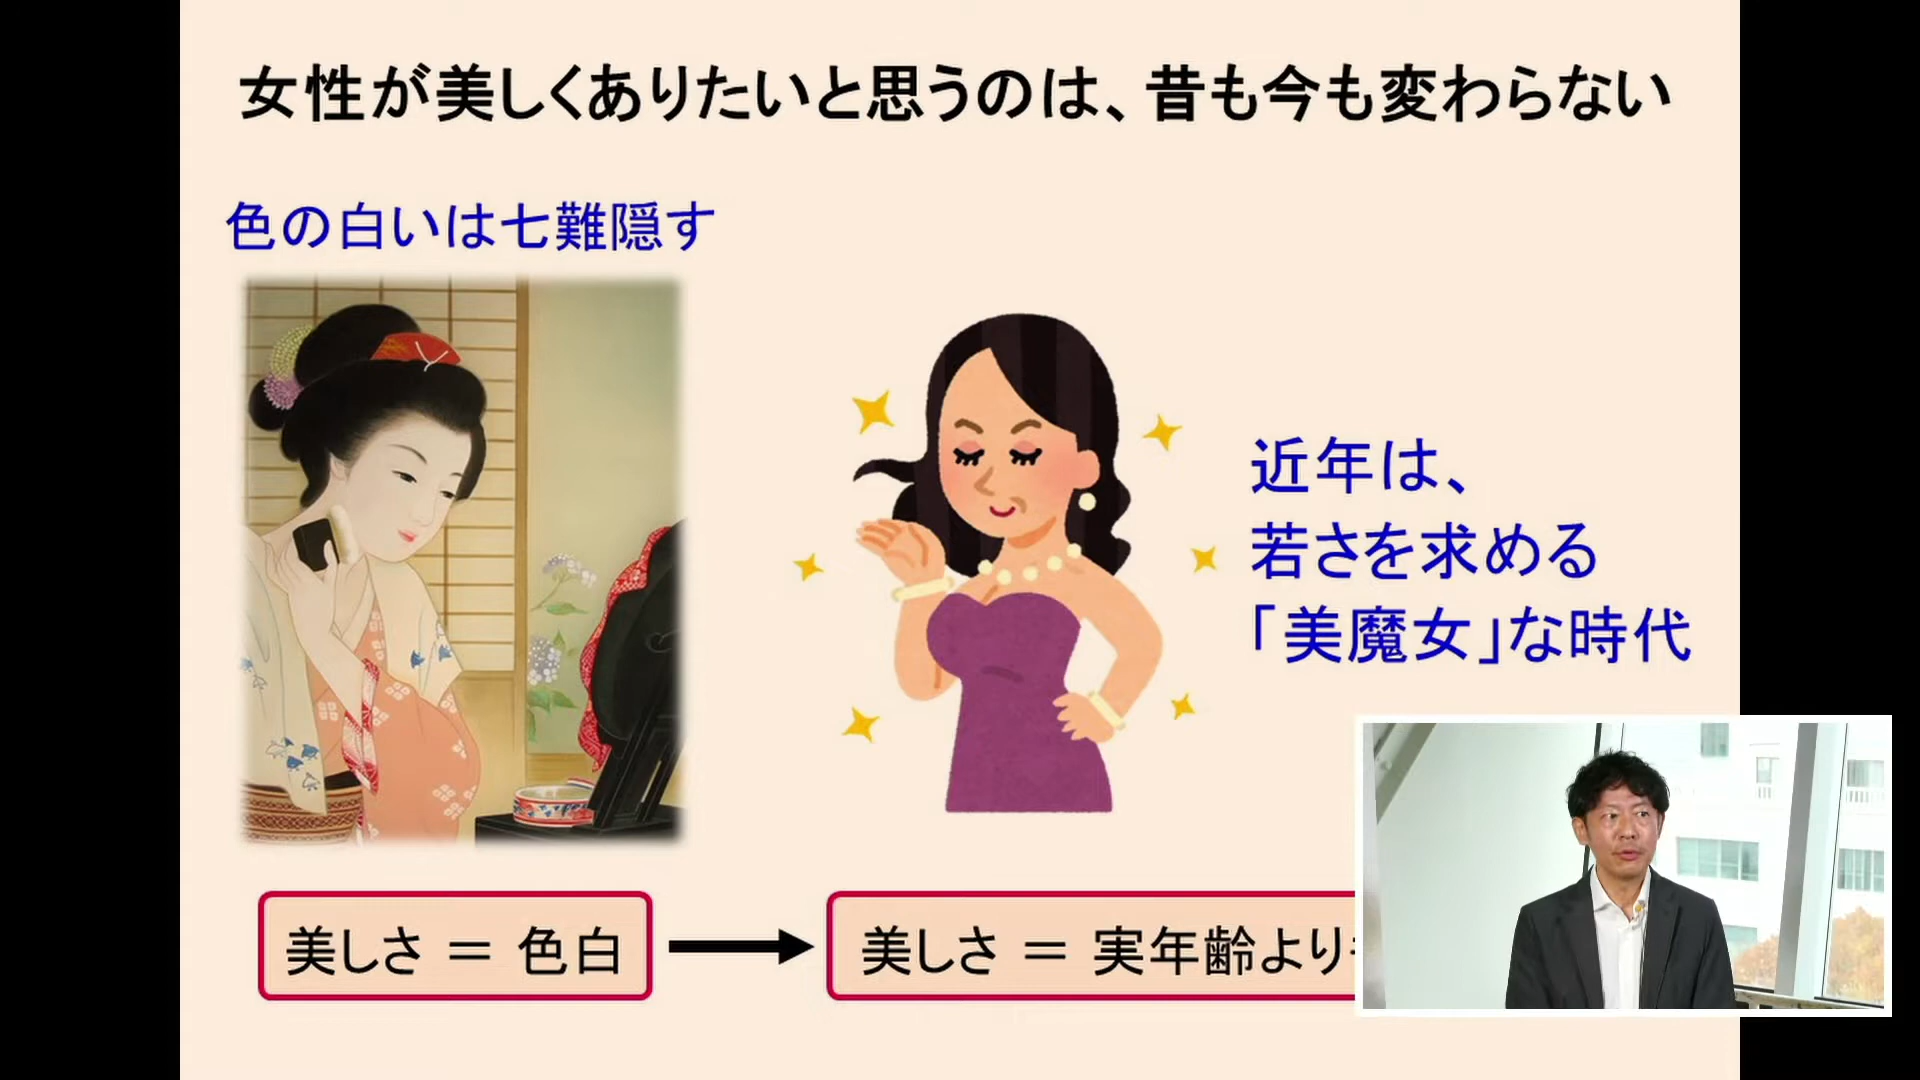 女性が美しくありたいと思うのは、昔も今も変わらない
色の白いは七難隠す
近年は、
若さを求める
「美魔女」な時代
美しさ = 色白
美しさ = 実年齢より